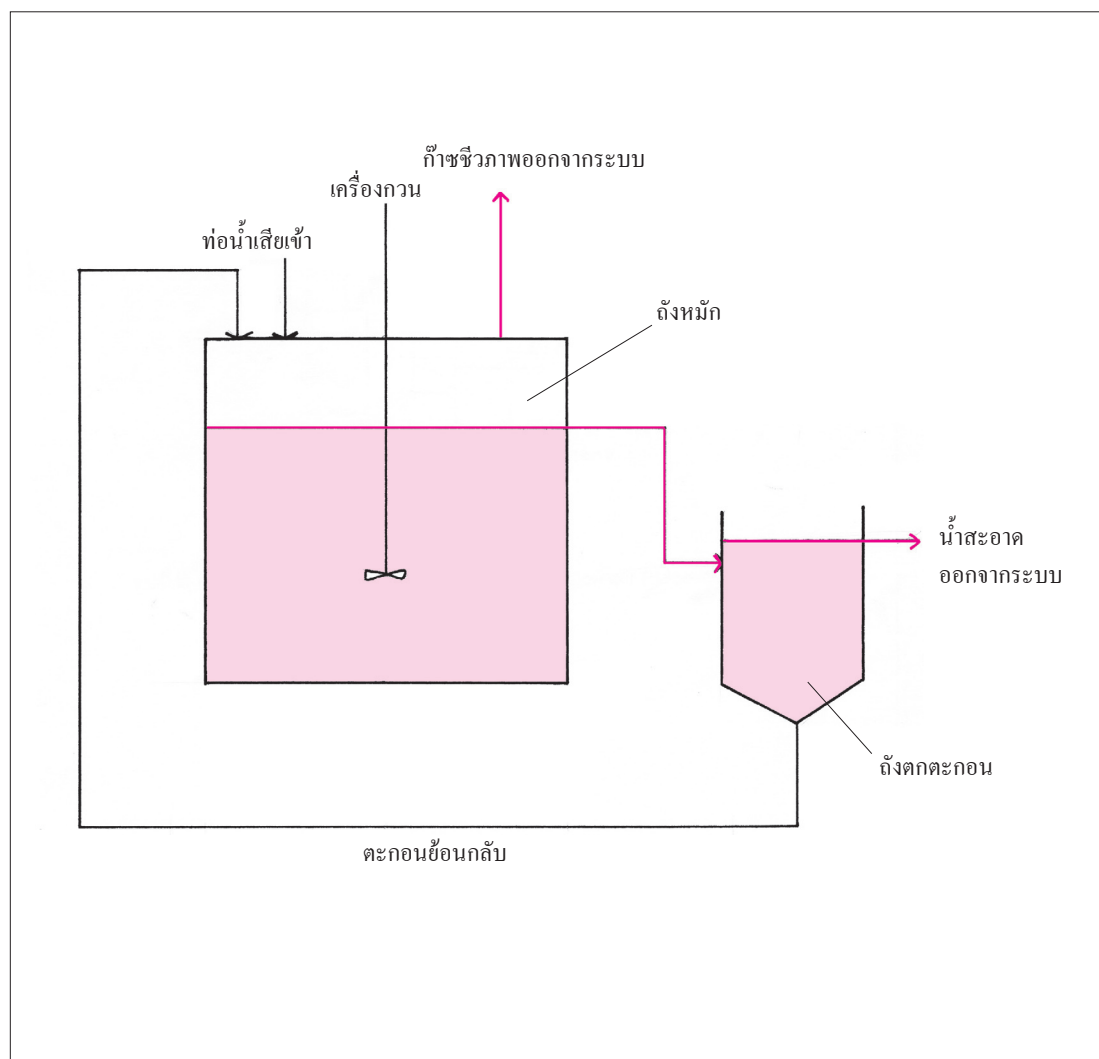 ก๊าซชีวภาพออกจากระบบ
เครื่องกวน
ท่อน้ำเสียเข้า
ถังหมัก
น้ำสะอาด
ออกจากระบบ
ถังตกตะกอน
ตะกอนย้อนกลับ